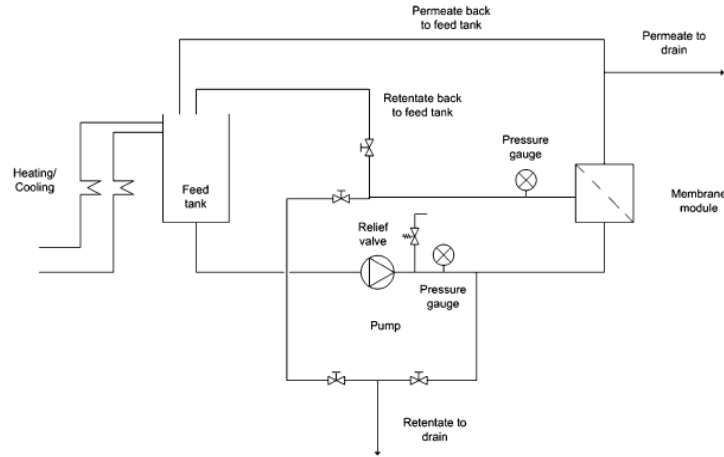 Permeate back
to feed tank
Permeate to
drain
Retentate back
to feed tank
Heating/
Cooling
Feed
tank
Pressure
gauge
Membrane
module
Relief
valve
Pressure
gauge
Pump
Retentate to
drain